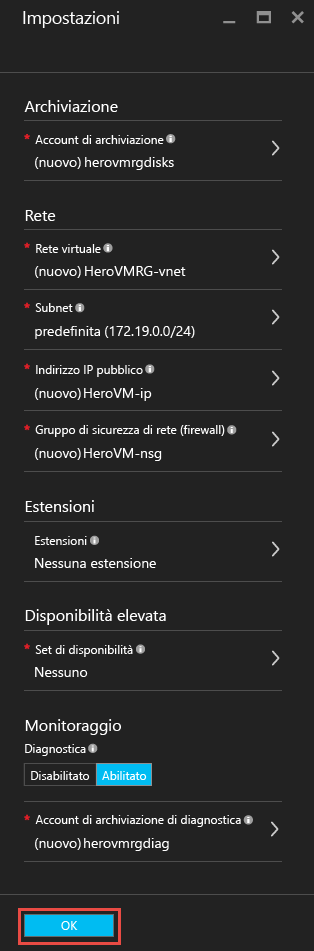 Impostazioni
Archiviazione
* Account di archiviazione
(nuovo) herovmrgdisks
Rete
* Rete virtuale
(nuovo) HeroVMRG-vnet
* Subnet
predefinita (172.19.0.0/24)
* Indirizzo IP pubblico
(nuovo) HeroVM-ip
* Gruppo di sicurezza di rete (firewall)
(nuovo) HeroVM-nsg
Estensioni
Estensioni
Nessuna estensione
Disponibilità elevata
* Set di disponibilità
Nessuno
Monitoraggio
Diagnostica
Disabilitato Abilitato
* Account di archiviazione di diagnostica
(nuovo) herovmrgdiag
OK